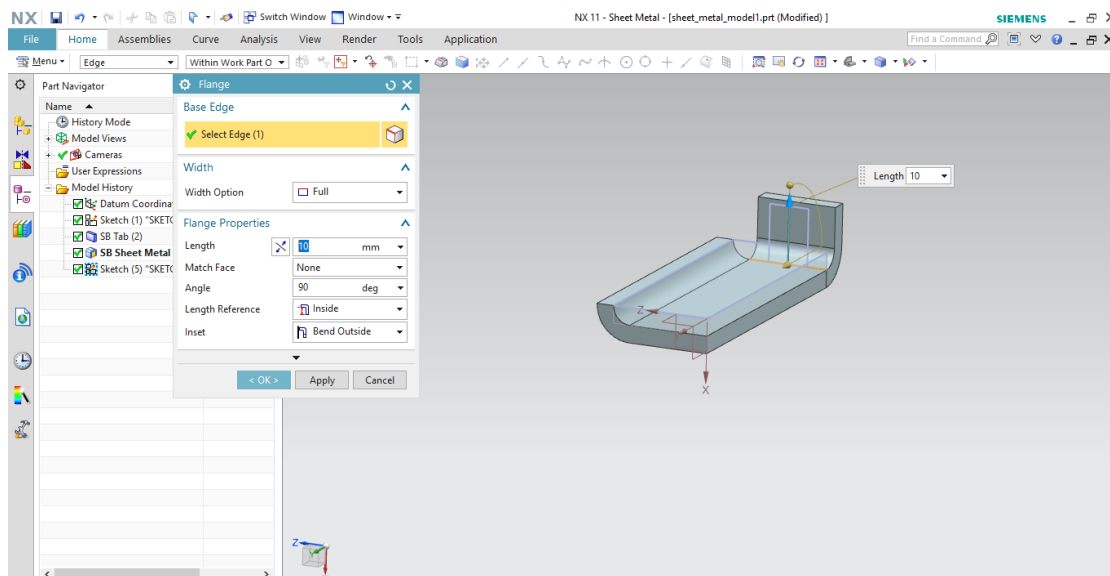 NX Switch Window Window NX 11 - Sheet Metal - [sheet_metal_model1.prt (Modified) ] SIEMENS
File Home Assemblies Curve Analysis View Render Tools Application Find a Command
Menu Edge Within Work Part O
Part Navigator
Name
History Mode
Model Views
Cameras
User Expressions
Model History
Datum Coordina
Sketch (1) "SKETC
SB Tab (2)
SB Sheet Metal
Sketch (5) "SKETC
Flange
Base Edge
Select Edge (1)
Width
Width Option Full
Flange Properties
Length 10 mm
Match Face None
Angle 90 deg
Length Reference Inside
Inset Bend Outside
< OK > Apply Cancel
Length 10
Z
X
Z